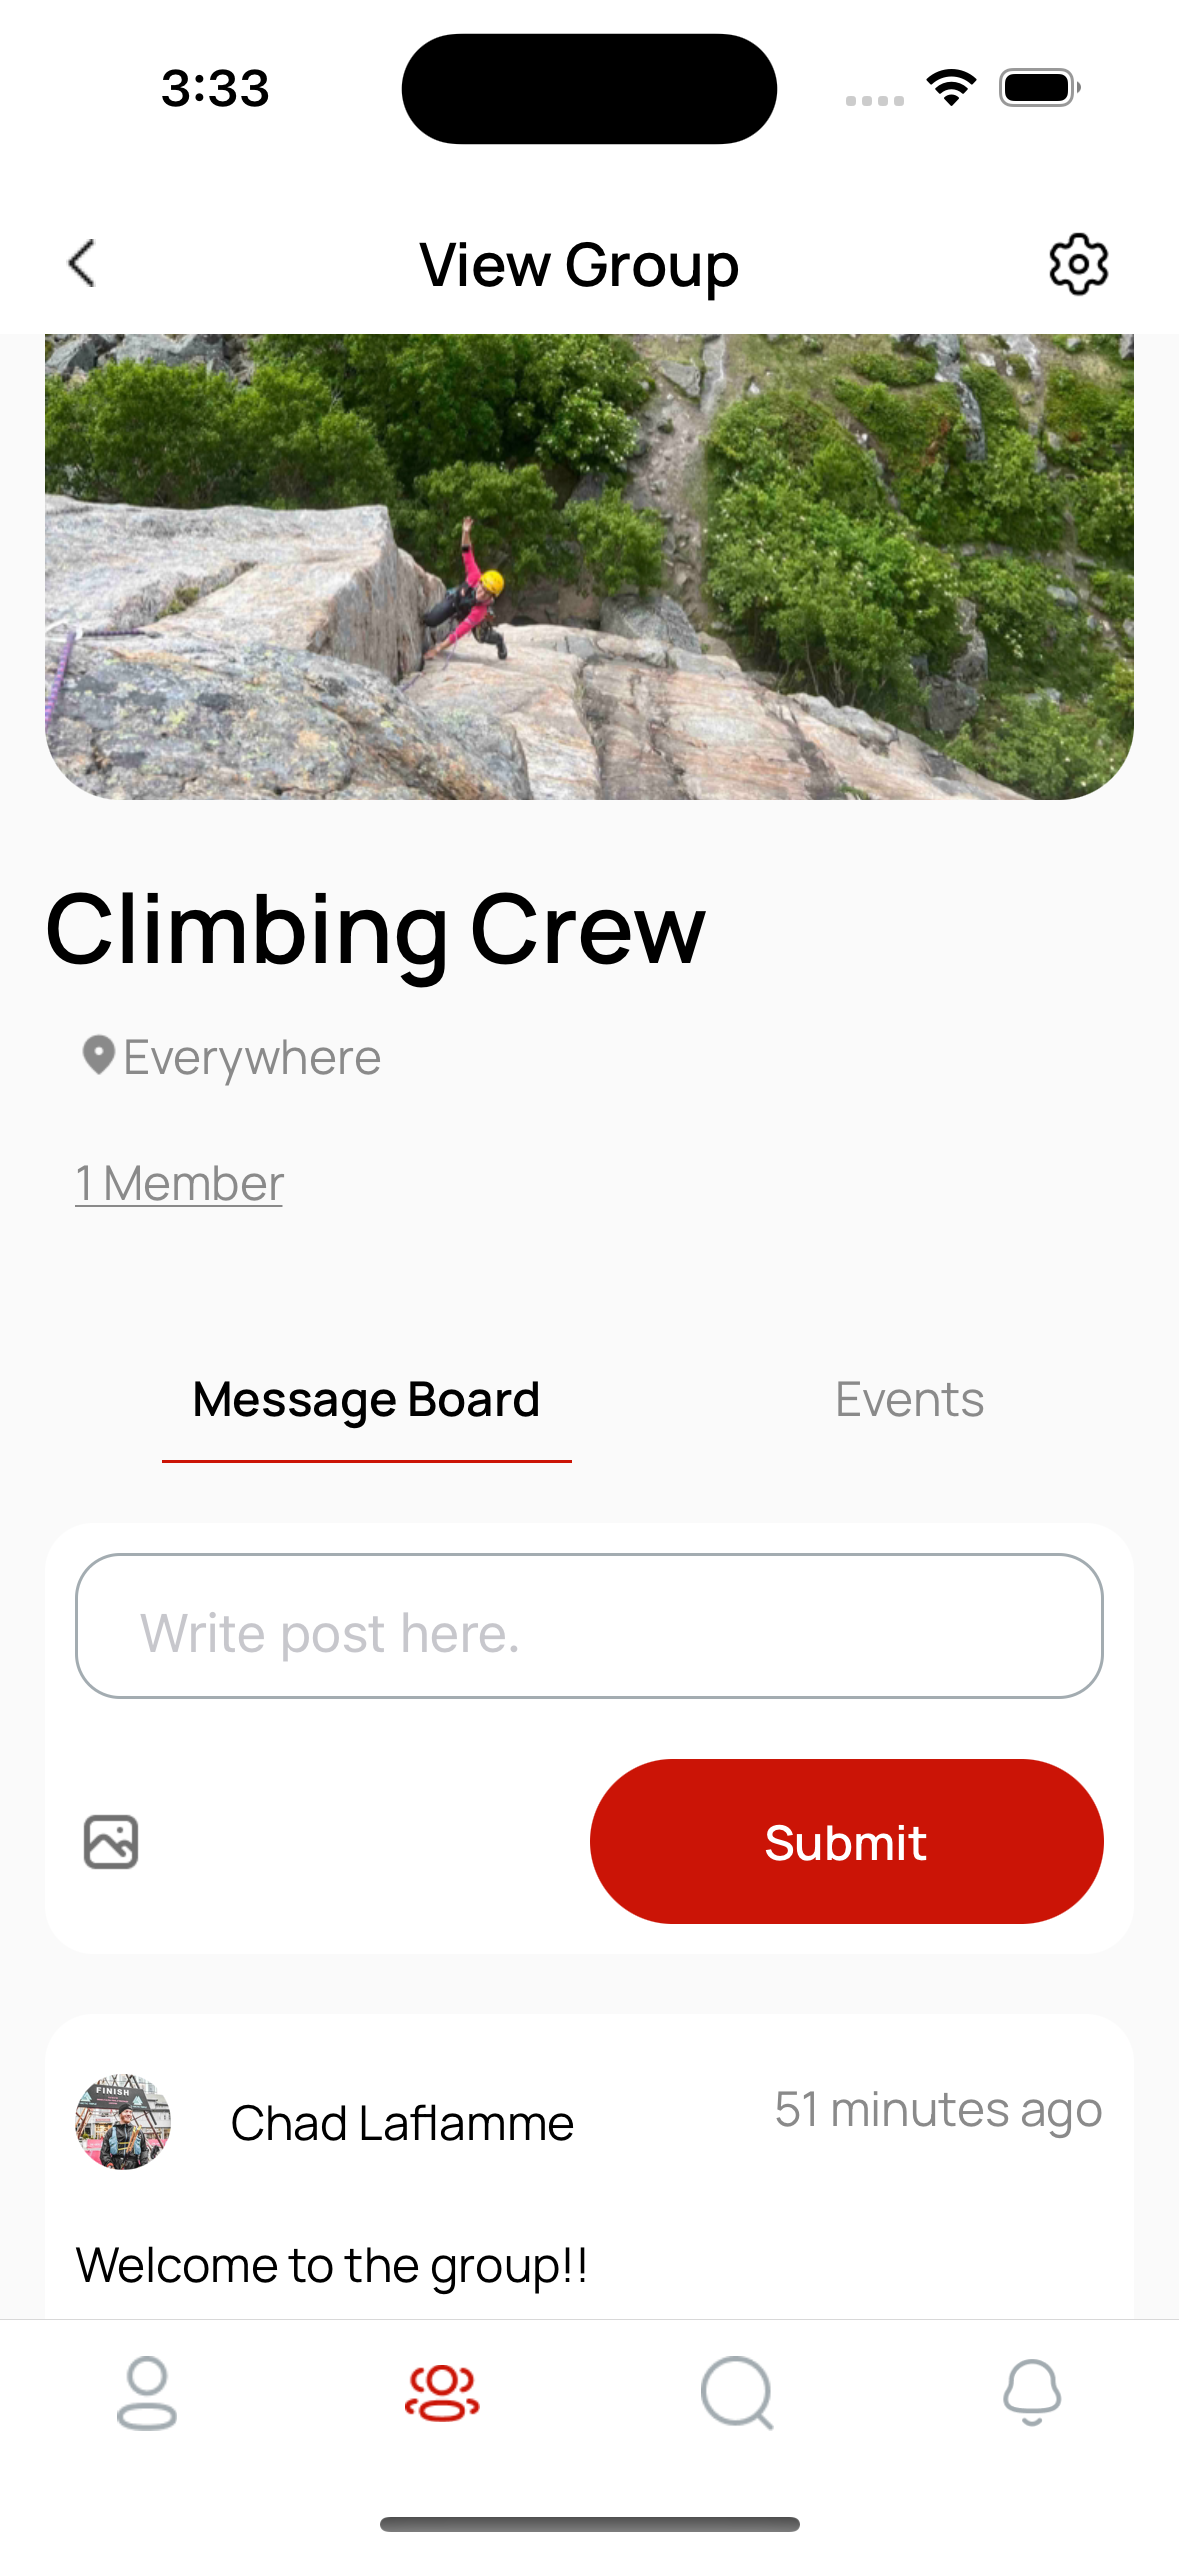 3:33
View Group
Climbing Crew
Everywhere
1 Member
Message Board
Events
Write post here.
Submit
FINISH
Chad Laflamme
51 minutes ago
Welcome to the group!!